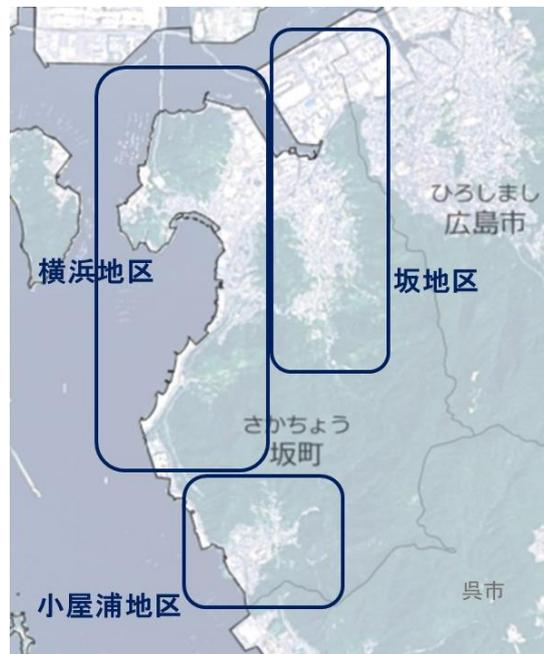 ひろしまし
広島市
横浜地区
坂地区
さかちょう
坂町
呉市
小屋浦地区